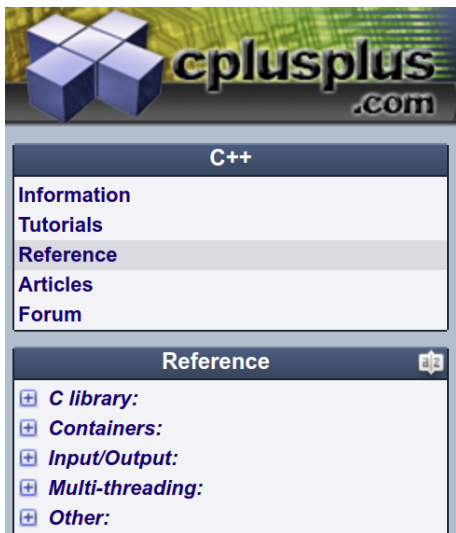 cplusplus
.com
C++
Information
Tutorials
Reference
Articles
Forum
Reference
a z
C library:
Containers:
Input/Output:
Multi-threading:
Other: